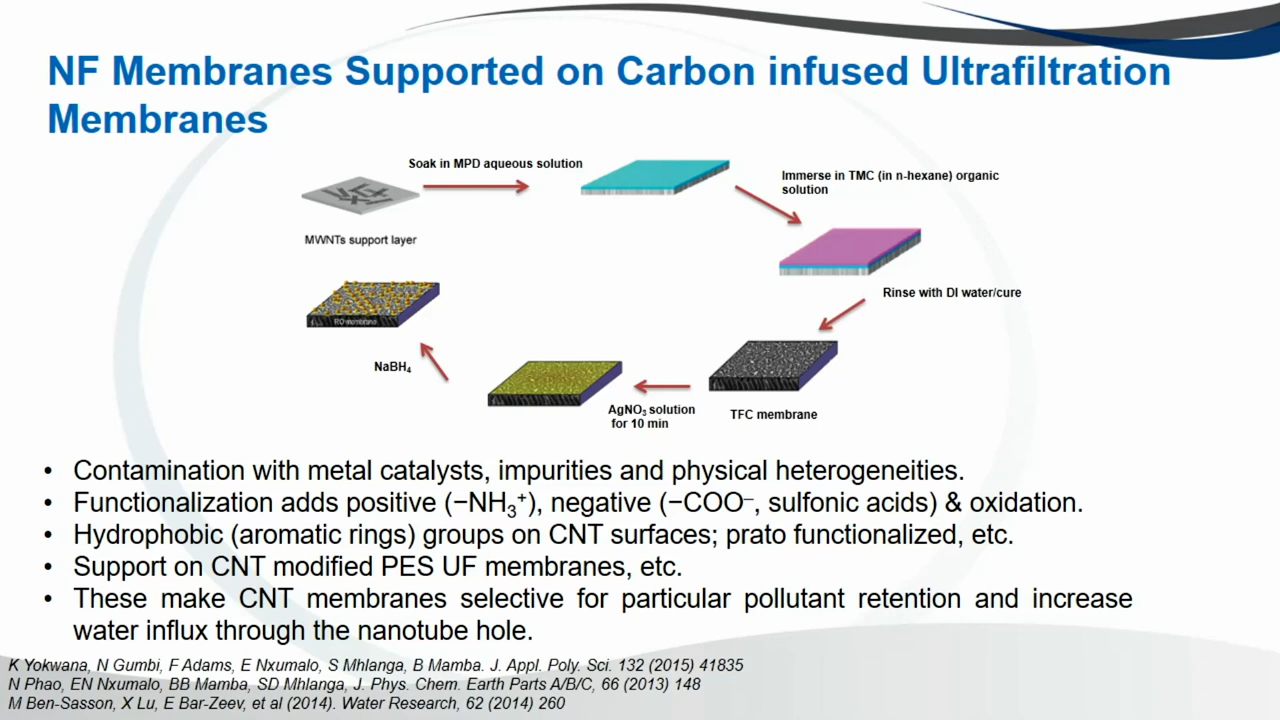 NF Membranes Supported on Carbon infused Ultrafiltration
Membranes
Soak in MPD aqueous solution
Immerse in TMC (in n-hexane) organic
solution
MWNTs support layer
Rinse with DI water/cure
RO membrane
NaBH₄
AgNO₃ solution
for 10 min
TFC membrane
• Contamination with metal catalysts, impurities and physical heterogeneities.
• Functionalization adds positive (−NH₃⁺), negative (−COO⁻, sulfonic acids) & oxidation.
• Hydrophobic (aromatic rings) groups on CNT surfaces; prato functionalized, etc.
• Support on CNT modified PES UF membranes, etc.
• These make CNT membranes selective for particular pollutant retention and increase
water influx through the nanotube hole.
K Yokwana, N Gumbi, F Adams, E Nxumalo, S Mhlanga, B Mamba. J. Appl. Poly. Sci. 132 (2015) 41835
N Phao, EN Nxumalo, BB Mamba, SD Mhlanga, J. Phys. Chem. Earth Parts A/B/C, 66 (2013) 148
M Ben-Sasson, X Lu, E Bar-Zeev, et al (2014). Water Research, 62 (2014) 260